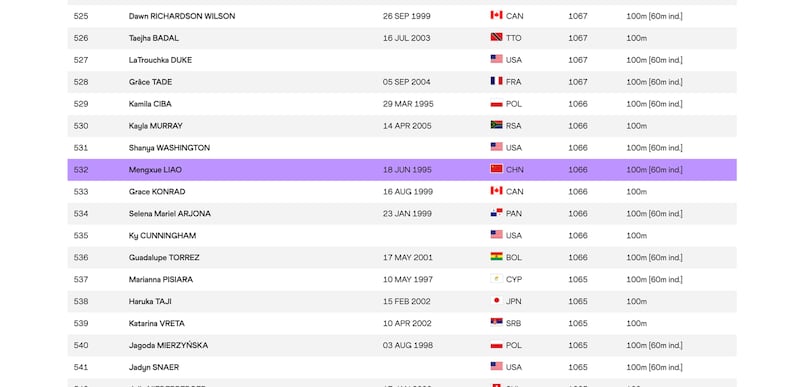 525 Dawn RICHARDSON WILSON 26 SEP 1999 CAN 1067 100m [60m ind.]
526 Taejha BADAL 16 JUL 2003 TTO 1067 100m
527 LaTrouchka DUKE USA 1067 100m [60m ind.]
528 Grâce TADE 05 SEP 2004 FRA 1067 100m [60m ind.]
529 Kamila CIBA 29 MAR 1995 POL 1066 100m [60m ind.]
530 Kayla MURRAY 14 APR 2005 RSA 1066 100m
531 Shanya WASHINGTON USA 1066 100m [60m ind.]
532 Mengxue LIAO 18 JUN 1995 CHN 1066 100m [60m ind.]
533 Grace KONRAD 16 AUG 1999 CAN 1066 100m
534 Selena Mariel ARJONA 23 JAN 1999 PAN 1066 100m [60m ind.]
535 Ky CUNNINGHAM USA 1066 100m
536 Guadalupe TORREZ 17 MAY 2001 BOL 1066 100m [60m ind.]
537 Marianna PISIARA 10 MAY 1997 CYP 1065 100m [60m ind.]
538 Haruka TAJI 15 FEB 2002 JPN 1065 100m
539 Katarina VRETA 10 APR 2002 SRB 1065 100m
540 Jagoda MIERZYŃSKA 03 AUG 1998 POL 1065 100m [60m ind.]
541 Jadyn SNAER USA 1065 100m [60m ind.]